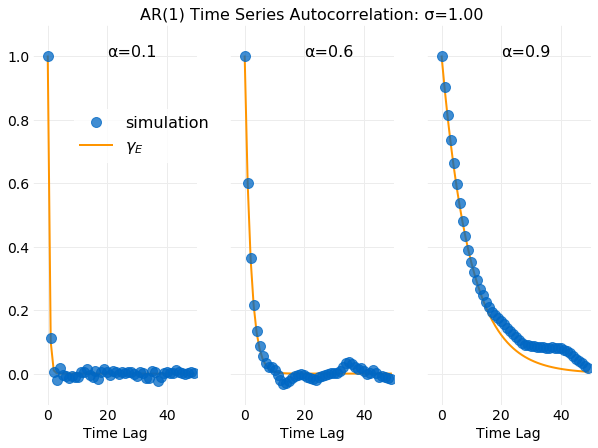 AR(1) Time Series Autocorrelation: σ=1.00
α=0.1
α=0.6
α=0.9
1.0
0.8
0.6
0.4
0.2
0.0
simulation
γE
0 20 40
0 20 40
0 20 40
Time Lag
Time Lag
Time Lag